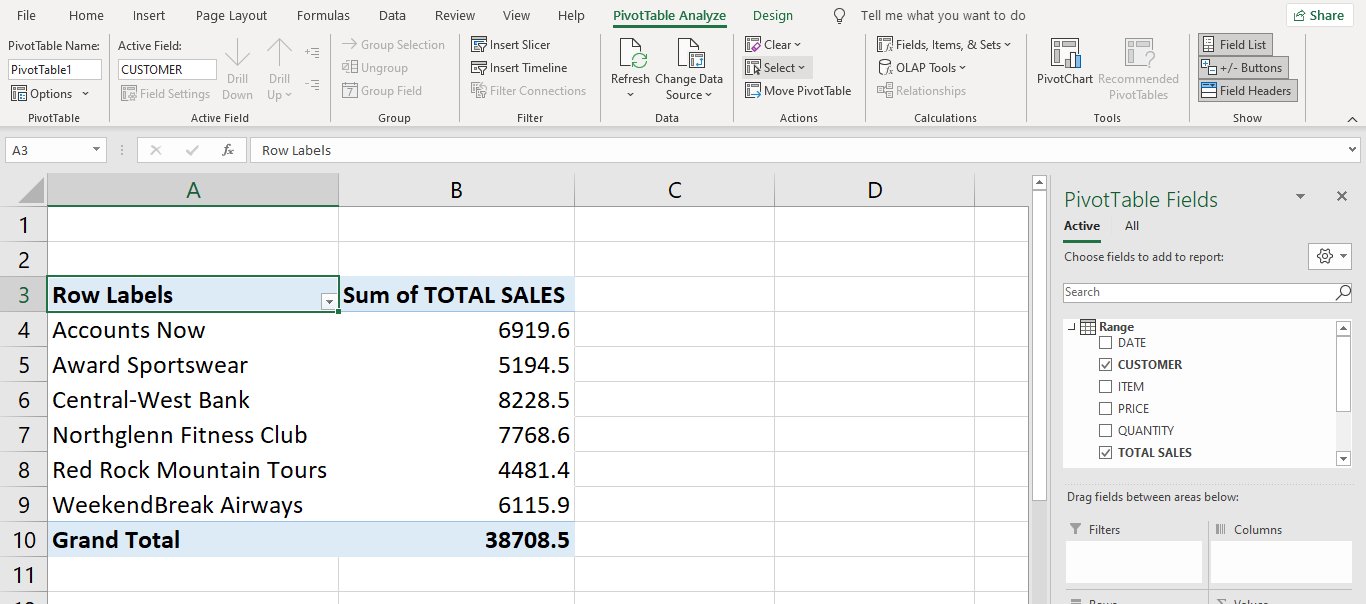 File Home Insert Page Layout Formulas Data Review View Help PivotTable Analyze Design Tell me what you want to do Share
PivotTable Name:
PivotTable1
Options
PivotTable
Active Field:
CUSTOMER
Field Settings
Drill Down
Drill Up
Active Field
Group Selection
Ungroup
Group Field
Group
Insert Slicer
Insert Timeline
Filter Connections
Filter
Refresh
Change Data Source
Data
Clear
Select
Move PivotTable
Actions
Fields, Items, & Sets
OLAP Tools
Relationships
Calculations
PivotChart
Recommended PivotTables
Tools
Field List
+/- Buttons
Field Headers
Show
A3 fx Row Labels
A B C D
1
2
3 Row Labels Sum of TOTAL SALES
4 Accounts Now 6919.6
5 Award Sportswear 5194.5
6 Central-West Bank 8228.5
7 Northglenn Fitness Club 7768.6
8 Red Rock Mountain Tours 4481.4
9 WeekendBreak Airways 6115.9
10 Grand Total 38708.5
11
PivotTable Fields
Active All
Choose fields to add to report:
Search
Range
DATE
CUSTOMER
ITEM
PRICE
QUANTITY
TOTAL SALES
Drag fields between areas below:
Filters Columns